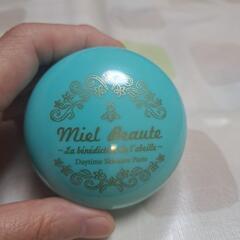 Miel Beaute
~La bénédiction de l'abeille~
Daytime Skincare Paste